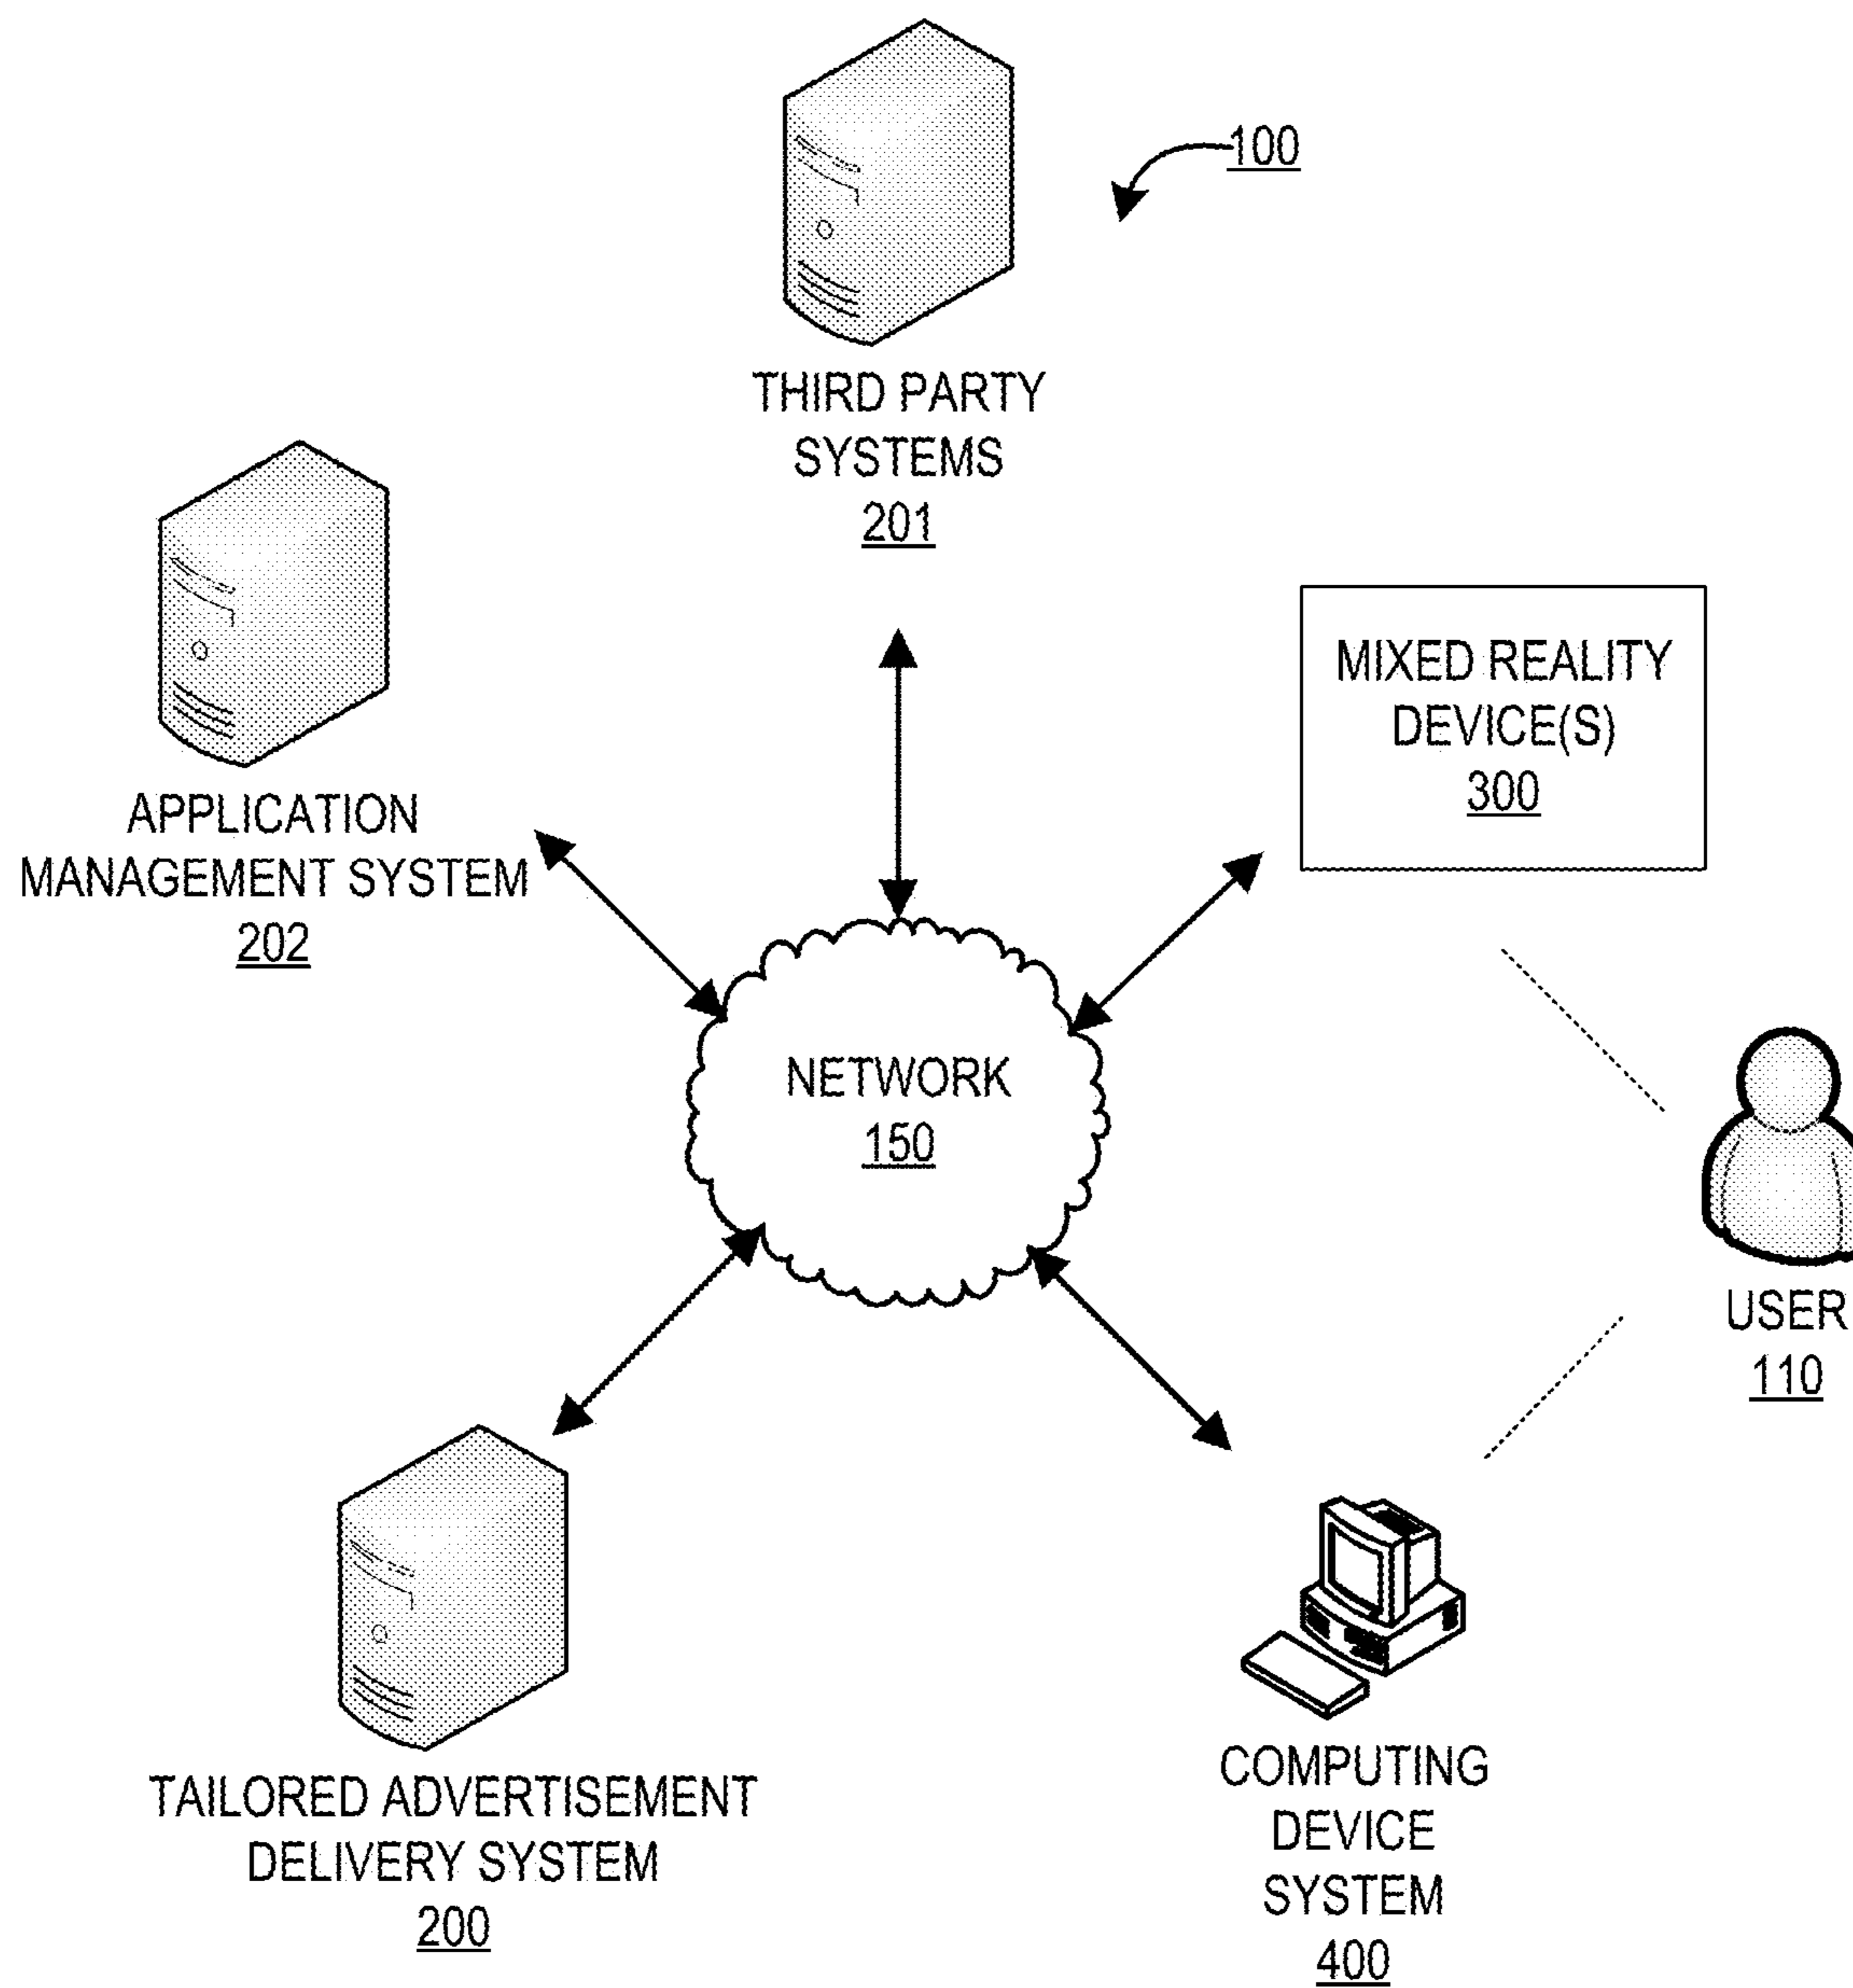 100
THIRD PARTY
SYSTEMS
201
APPLICATION
MANAGEMENT SYSTEM
202
MIXED REALITY
DEVICE(S)
300
NETWORK
150
USER
110
TAILORED ADVERTISEMENT
DELIVERY SYSTEM
200
COMPUTING
DEVICE
SYSTEM
400